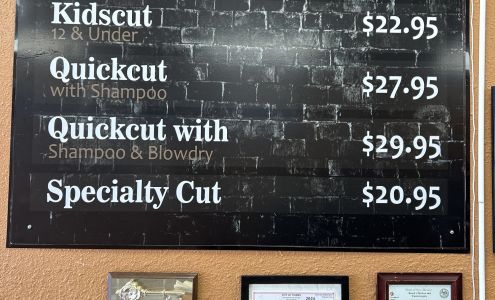 Kidscut $22.95
12 & Under
Quickcut $27.95
with Shampoo
Quickcut with $29.95
Shampoo & Blowdry
Specialty Cut $20.95